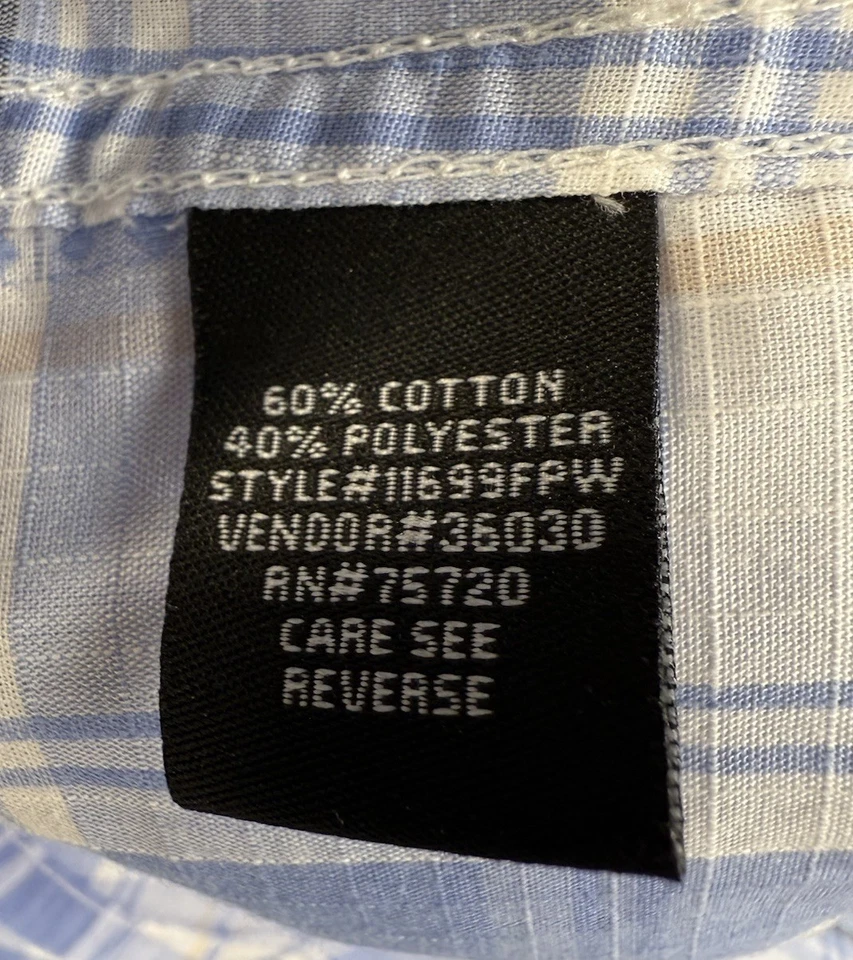 60% COTTON
40% POLYESTER
STYLE#11699FPW
VENDOR#36030
RN#75720
CARE SEE
REVERSE